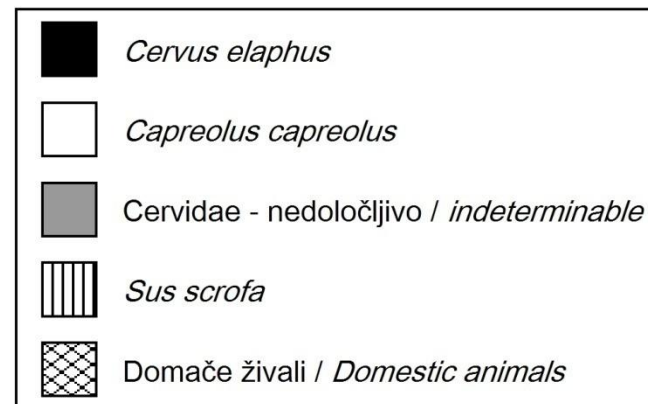 Cervus elaphus
Capreolus capreolus
Cervidae - nedoločljivo / indeterminable
Sus scrofa
Domače živali / Domestic animals